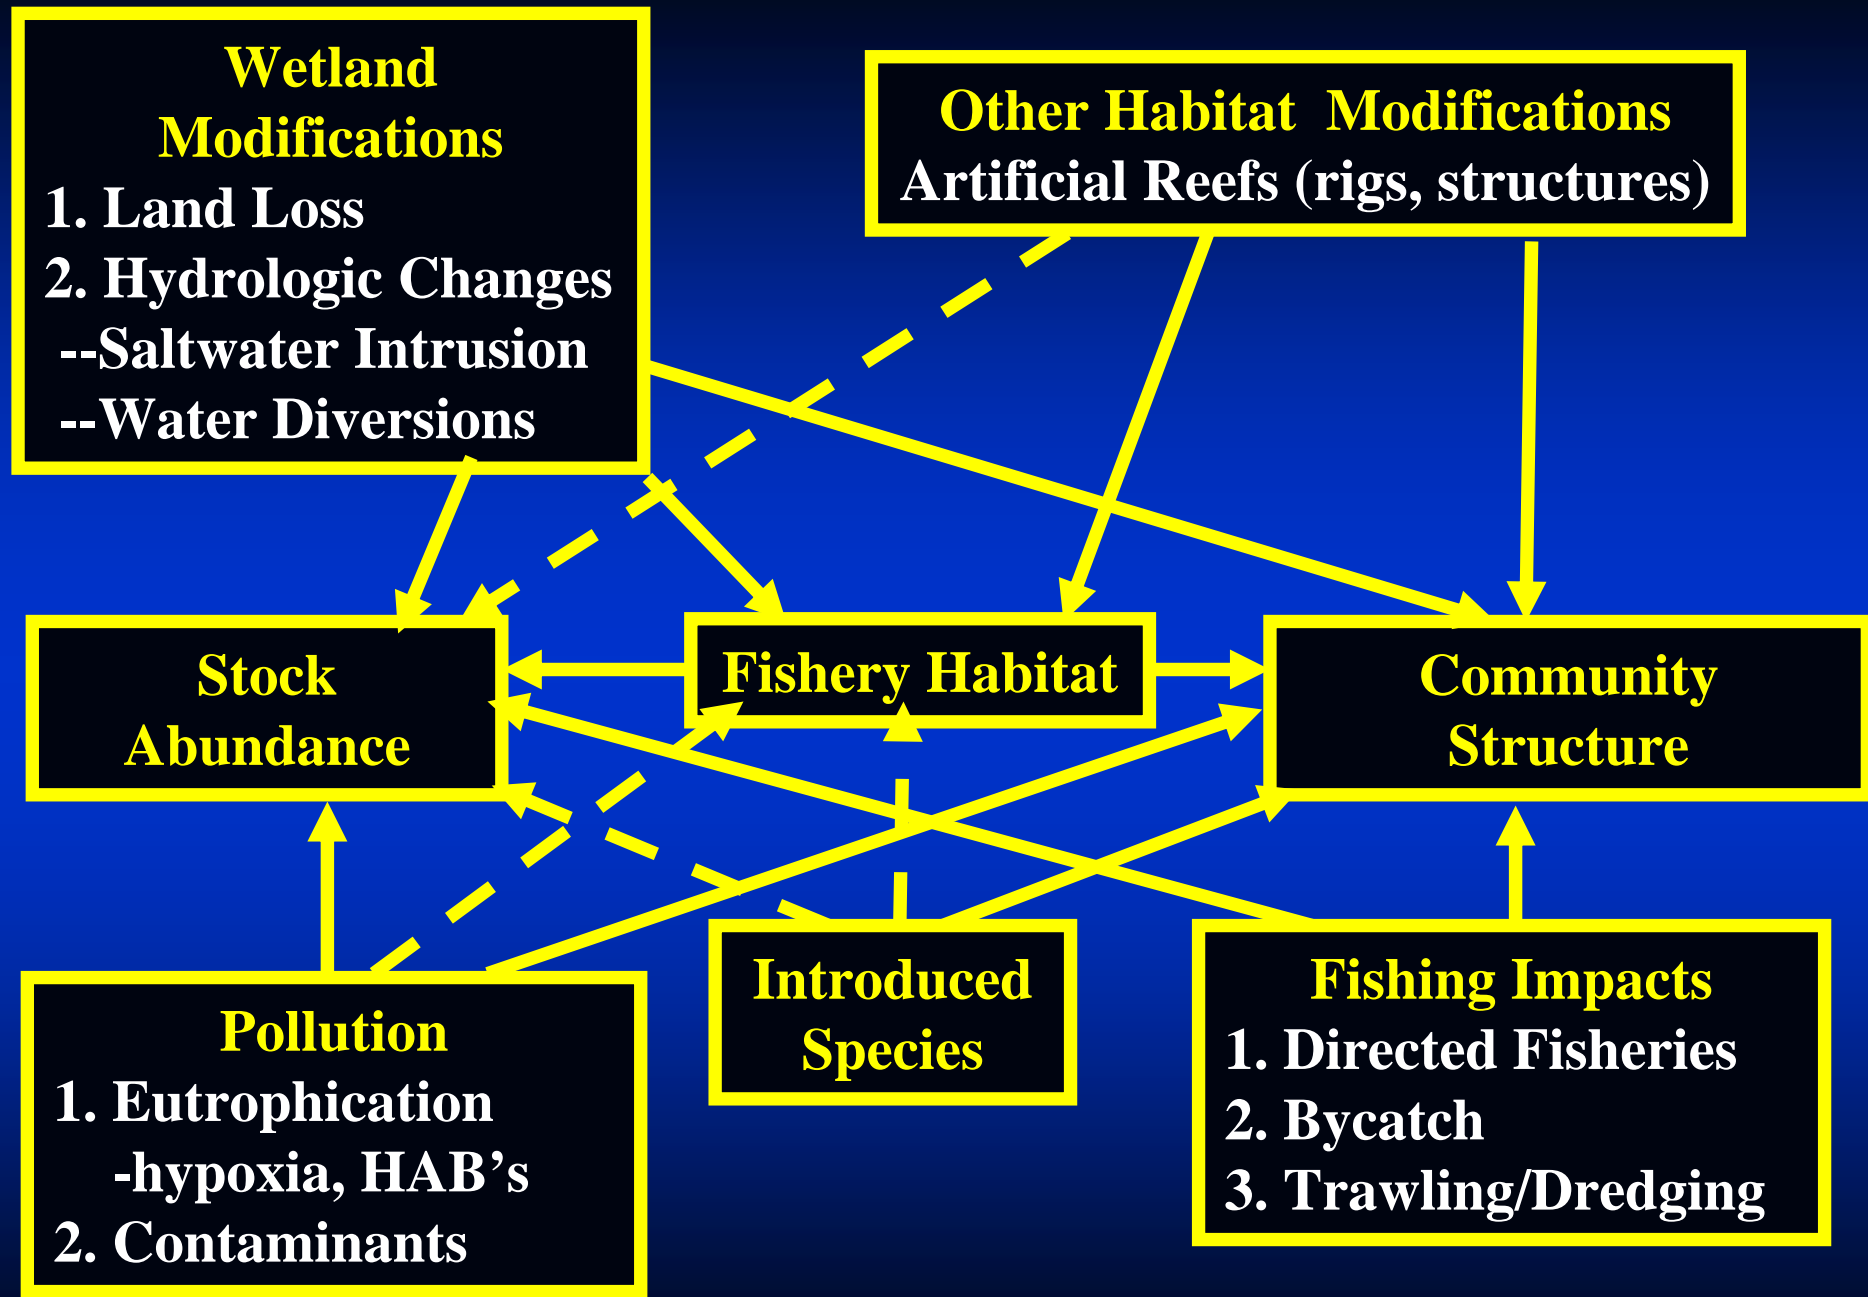 Wetland
Modifications
1. Land Loss
2. Hydrologic Changes
--Saltwater Intrusion
--Water Diversions
Other Habitat  Modifications
Artificial Reefs (rigs, structures)
Stock
Abundance
Fishery Habitat
Community
Structure
Pollution
1. Eutrophication
-hypoxia, HAB’s
2. Contaminants
Introduced
Species
Fishing Impacts
1. Directed Fisheries
2. Bycatch
3. Trawling/Dredging